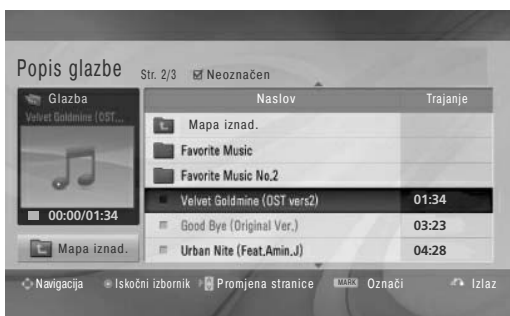 Popis glazbe Str. 2/3 Neoznačen
Glazba
Velvet Goldmine (OST...
00:00/01:34
Mapa iznad.
Naslov Trajanje
Mapa iznad.
Favorite Music
Favorite Music No.2
Velvet Goldmine (OST vers2) 01:34
Good Bye (Original Ver.) 03:23
Urban Nite (Feat.Amin.J) 04:28
Navigacija Iskočni izbornik Promjena stranice MARK Označi Izlaz